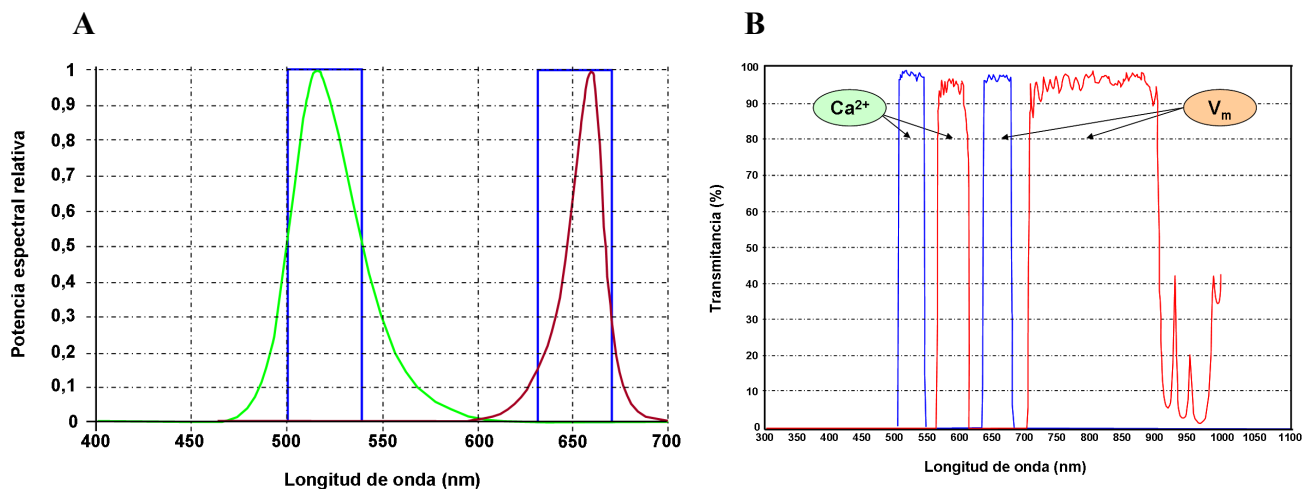 A
Potencia espectral relativa
1
0,9
0,8
0,7
0,6
0,5
0,4
0,3
0,2
0,1
0
400 450 500 550 600 650 700
Longitud de onda (nm)
B
Transmitancia (%)
100
90
80
70
60
50
40
30
20
10
0
Ca²⁺
Vₘ
300 350 400 450 500 550 600 650 700 750 800 850 900 950 1000 1050 1100
Longitud de onda (nm)